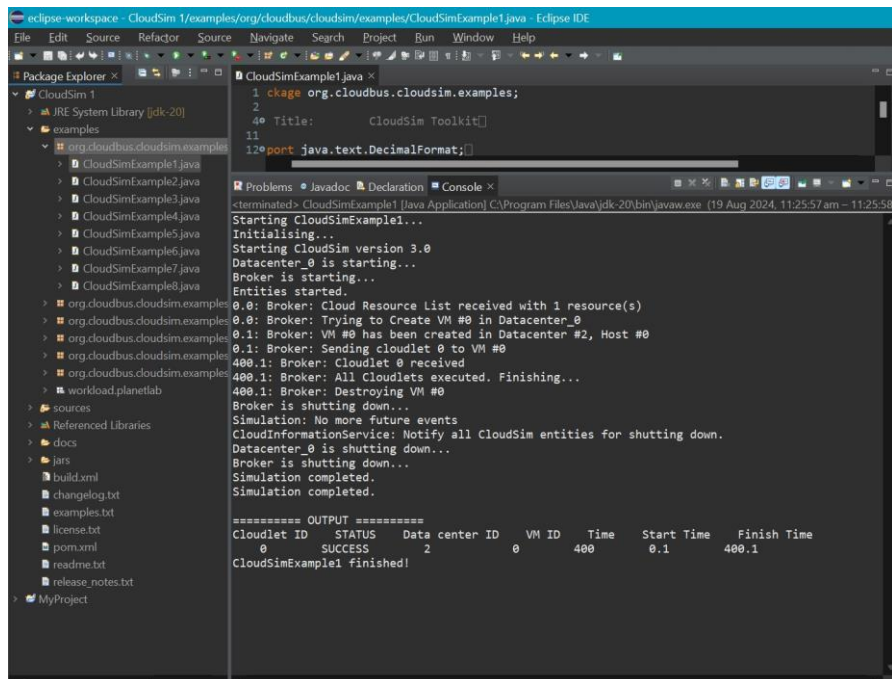 eclipse-workspace - CloudSim 1/examples/org/cloudbus/cloudsim/examples/CloudSimExample1.java - Eclipse IDE
File Edit Source Refactor Source Navigate Search Project Run Window Help
Package Explorer
CloudSim 1
JRE System Library [jdk-20]
examples
org.cloudbus.cloudsim.examples
CloudSimExample1.java
CloudSimExample2.java
CloudSimExample3.java
CloudSimExample4.java
CloudSimExample5.java
CloudSimExample6.java
CloudSimExample7.java
CloudSimExample8.java
org.cloudbus.cloudsim.examples
org.cloudbus.cloudsim.examples
org.cloudbus.cloudsim.examples
org.cloudbus.cloudsim.examples
org.cloudbus.cloudsim.examples
workload.planetlab
sources
Referenced Libraries
docs
jars
build.xml
changelog.txt
examples.txt
license.txt
pom.xml
readme.txt
release_notes.txt
MyProject
CloudSimExample1.java
1 ckage org.cloudbus.cloudsim.examples;
2
4 Title: CloudSim Toolkit
11
12 port java.text.DecimalFormat;
Problems Javadoc Declaration Console
<terminated> CloudSimExample1 [Java Application] C:\Program Files\Java\jdk-20\bin\javaw.exe (19 Aug 2024, 11:25:57 am – 11:25:58
Starting CloudSimExample1...
Initialising...
Starting CloudSim version 3.0
Datacenter_0 is starting...
Broker is starting...
Entities started.
0.0: Broker: Cloud Resource List received with 1 resource(s)
0.0: Broker: Trying to Create VM #0 in Datacenter_0
0.1: Broker: VM #0 has been created in Datacenter #2, Host #0
0.1: Broker: Sending cloudlet 0 to VM #0
400.1: Broker: Cloudlet 0 received
400.1: Broker: All Cloudlets executed. Finishing...
400.1: Broker: Destroying VM #0
Broker is shutting down...
Simulation: No more future events
CloudInformationService: Notify all CloudSim entities for shutting down.
Datacenter_0 is shutting down...
Broker is shutting down...
Simulation completed.
Simulation completed.
========== OUTPUT ==========
Cloudlet ID STATUS Data center ID VM ID Time Start Time Finish Time
0 SUCCESS 2 0 400 0.1 400.1
CloudSimExample1 finished!